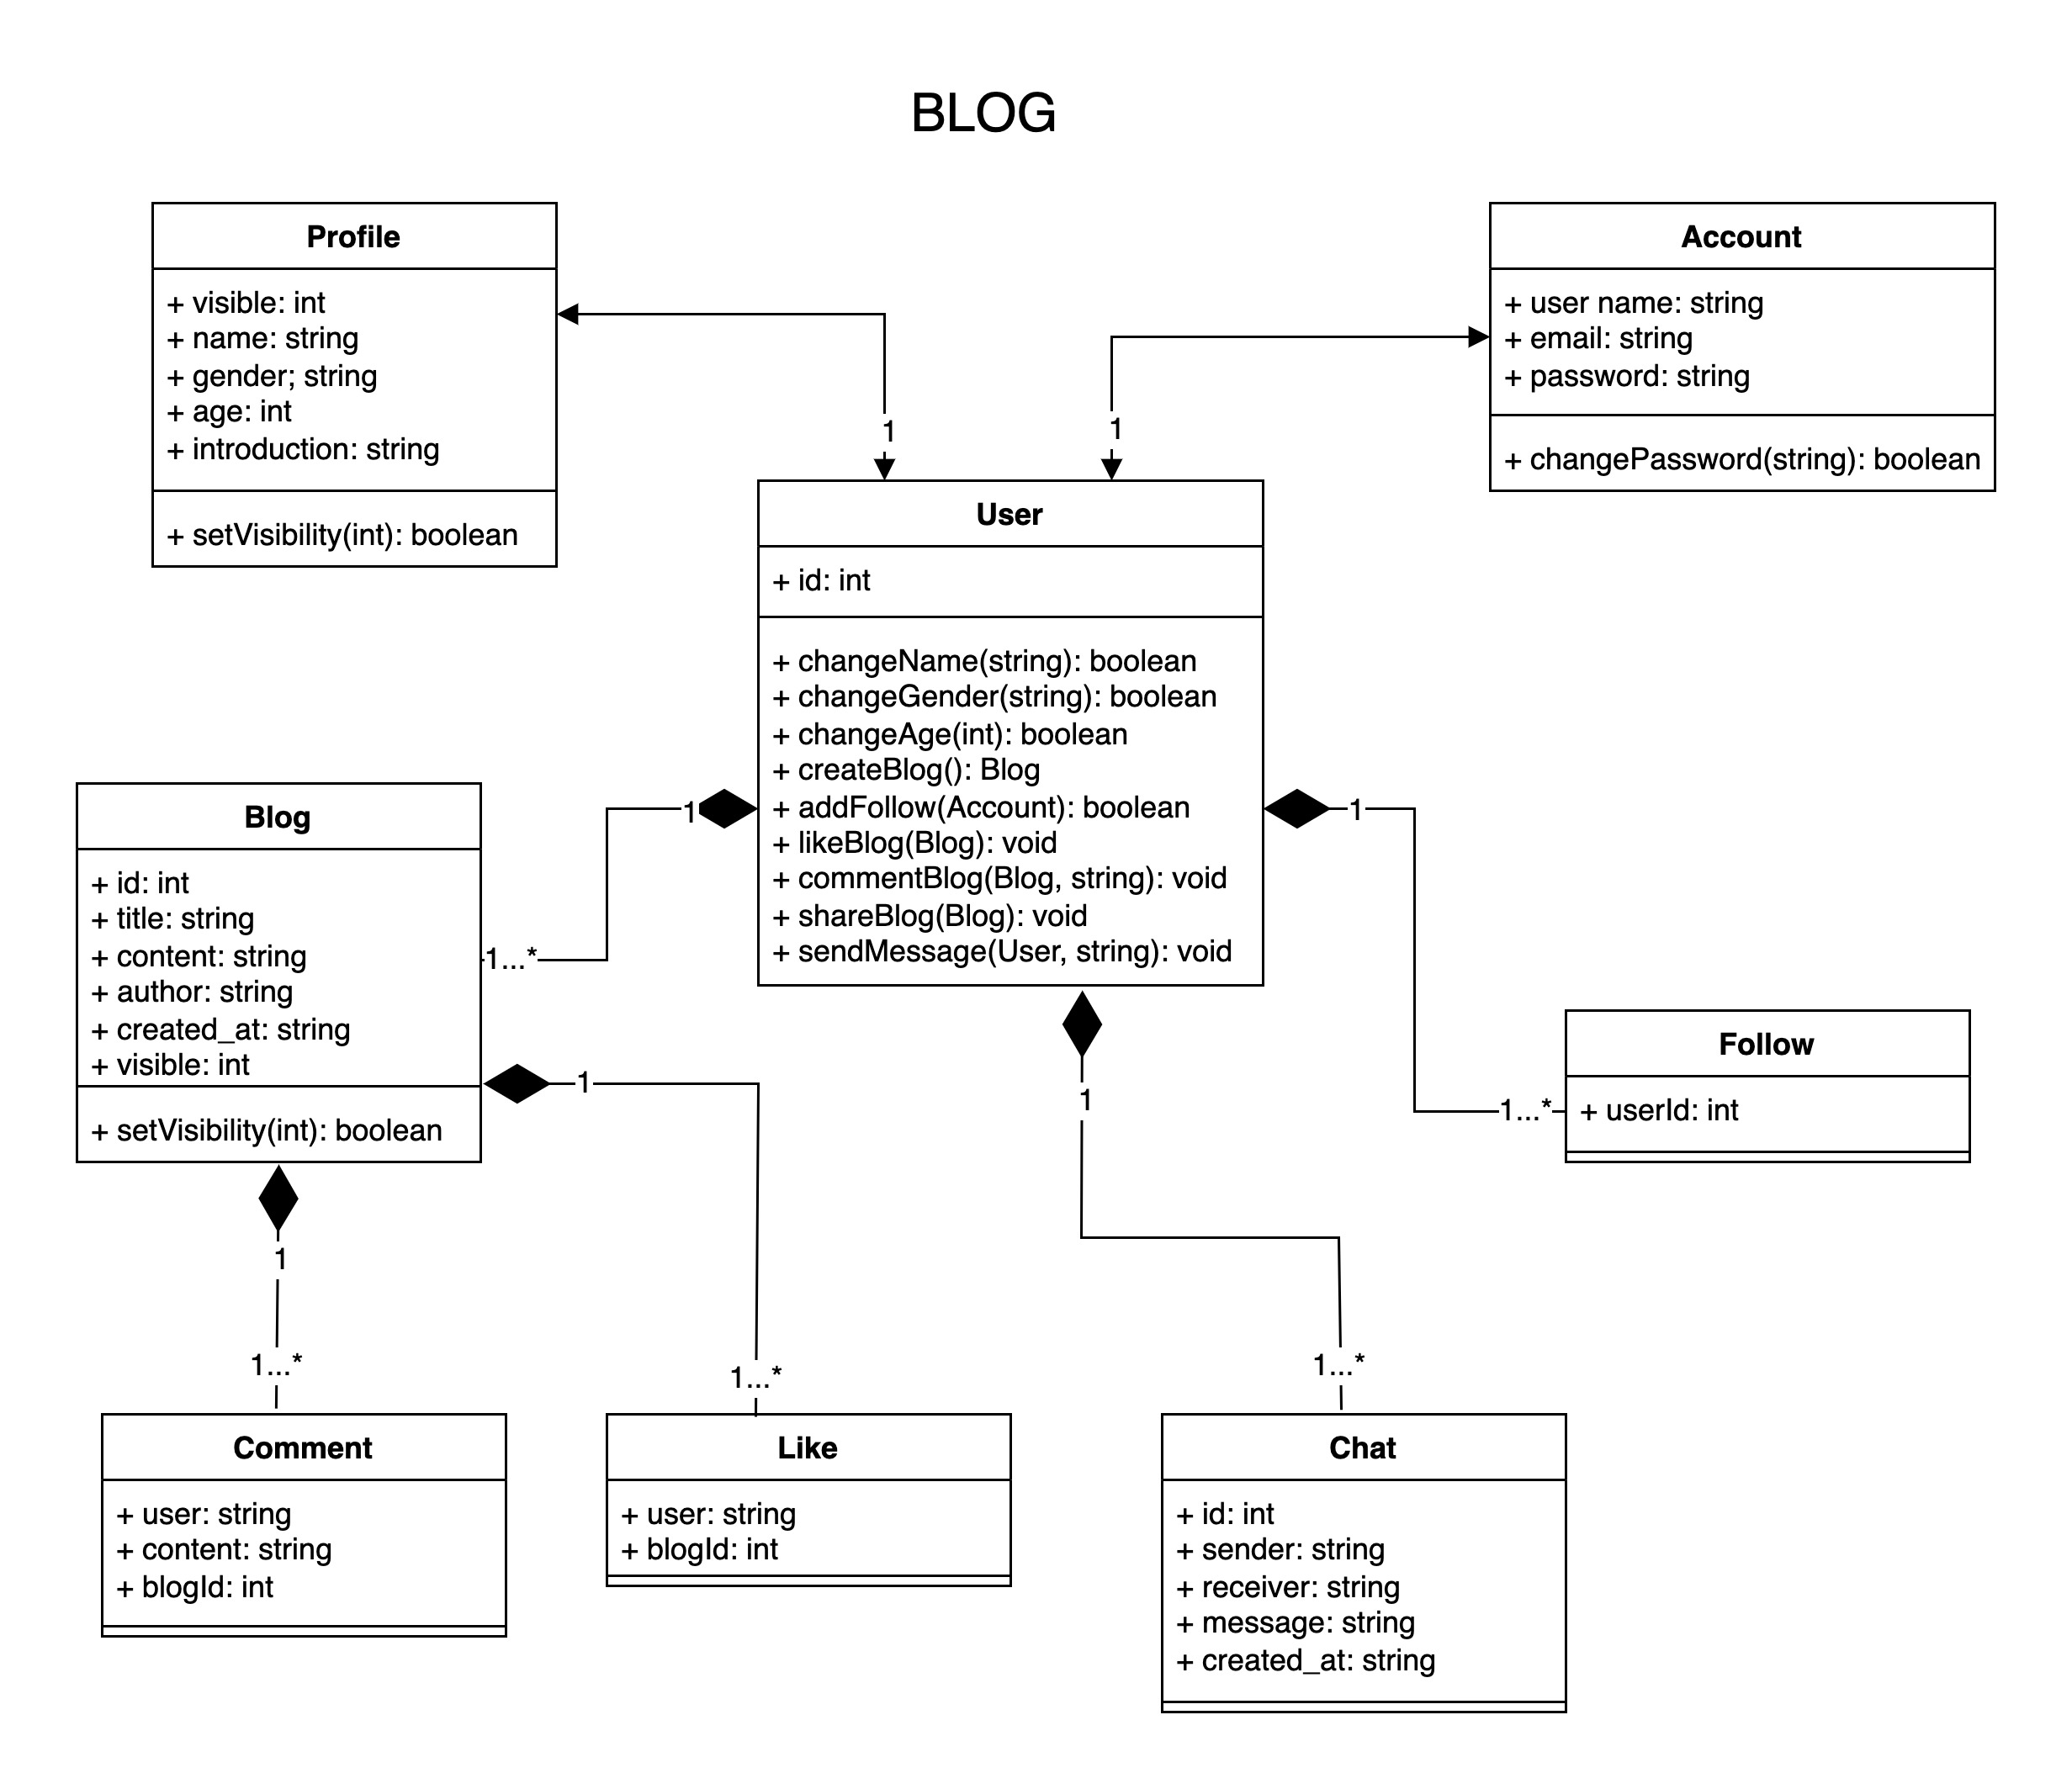 BLOG
Profile
+ visible: int
+ name: string
+ gender; string
+ age: int
+ introduction: string
+ setVisibility(int): boolean
Account
+ user name: string
+ email: string
+ password: string
+ changePassword(string): boolean
1
1
User
+ id: int
+ changeName(string): boolean
+ changeGender(string): boolean
+ changeAge(int): boolean
+ createBlog(): Blog
+ addFollow(Account): boolean
+ likeBlog(Blog): void
+ commentBlog(Blog, string): void
+ shareBlog(Blog): void
+ sendMessage(User, string): void
1
1...*
1
1...*
1
1...*
Blog
+ id: int
+ title: string
+ content: string
+ author: string
+ created_at: string
+ visible: int
+ setVisibility(int): boolean
1
1...*
1
1...*
Follow
+ userId: int
Comment
+ user: string
+ content: string
+ blogId: int
Like
+ user: string
+ blogId: int
Chat
+ id: int
+ sender: string
+ receiver: string
+ message: string
+ created_at: string